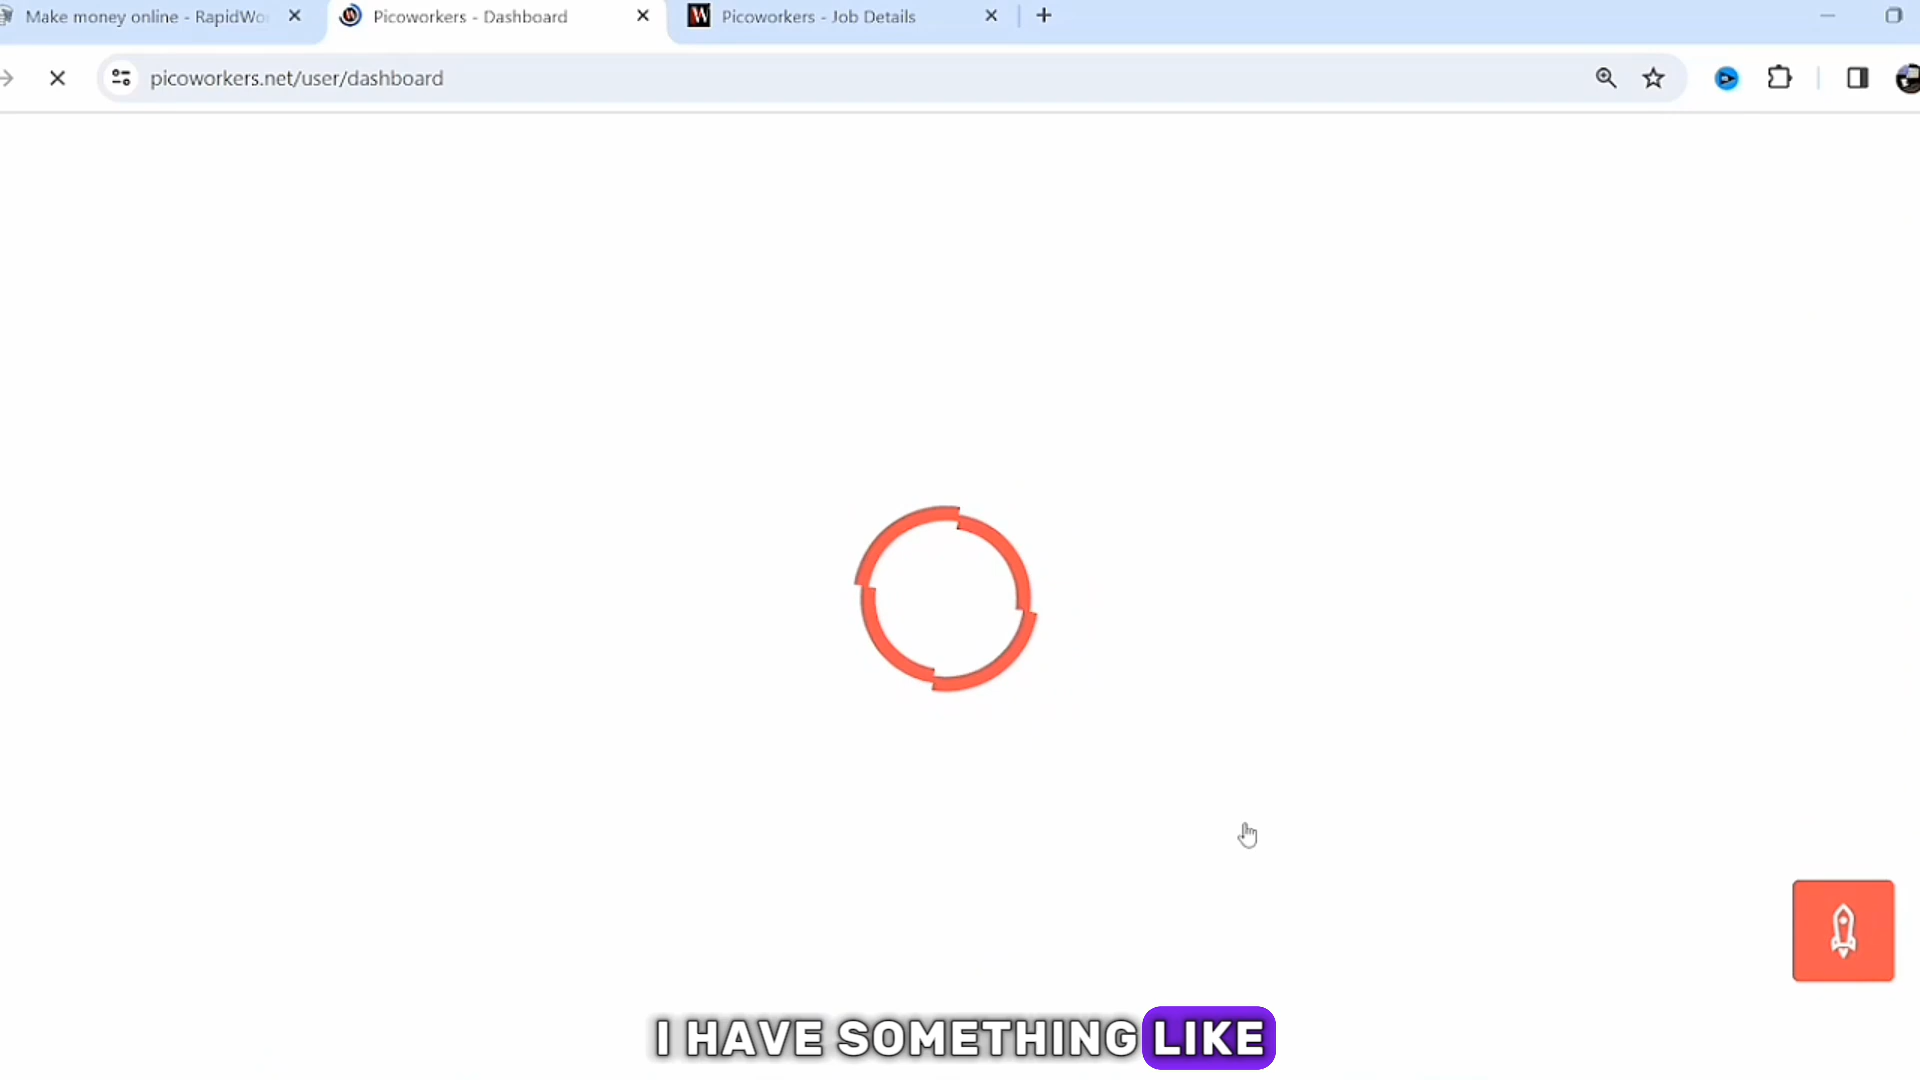 Make money online - RapidWo
Picoworkers - Dashboard
Picoworkers - Job Details
picoworkers.net/user/dashboard
I HAVE SOMETHING LIKE